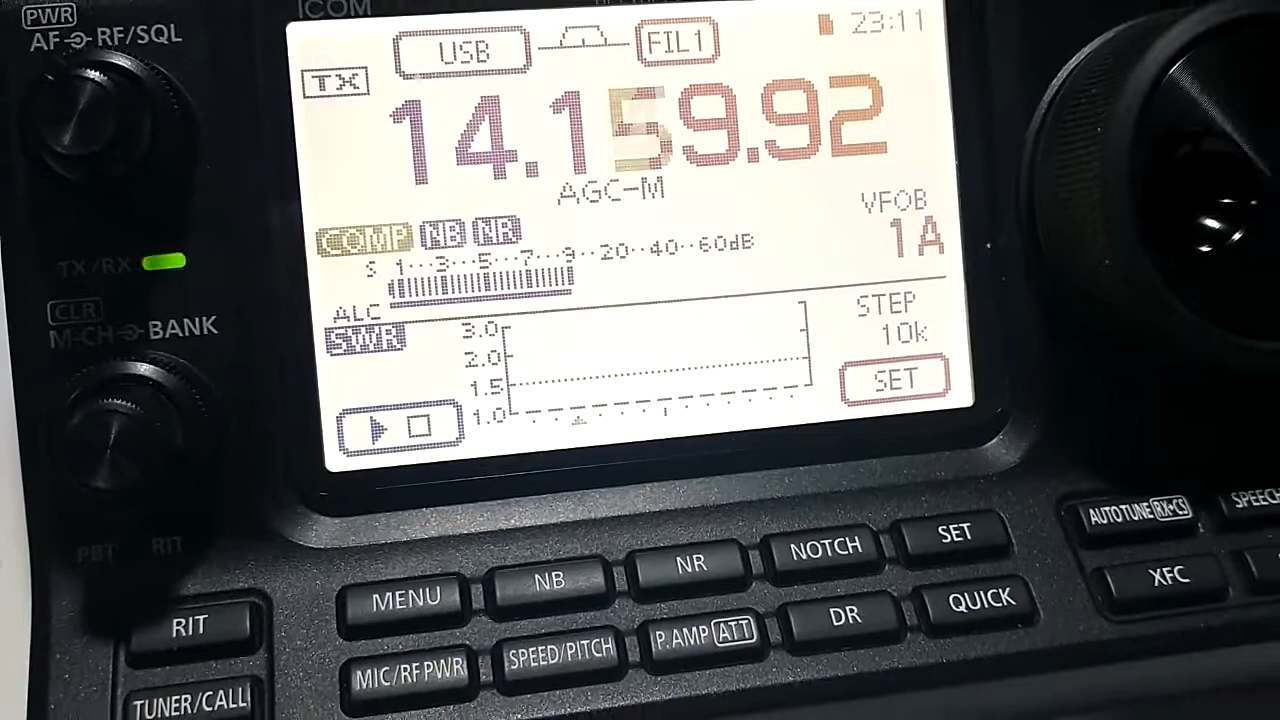 ICOM
PWR
AF RF/SQL
USB FIL1 23:11
TX
14.159.92
AGC-M
VFOB
1A
COMP NB NR
S 1···3···5···7···9··20··40··60dB
TX/RX
ALC
SWR
CLR
M-CH BANK
3.0
2.0
1.5
1.0
STEP
10k
SET
PBT RIT
MENU NB NR NOTCH SET
AUTOTUNE RX→CS SPEECH
RIT
MIC/RF PWR SPEED/PITCH P.AMP ATT DR QUICK
XFC
TUNER/CALL